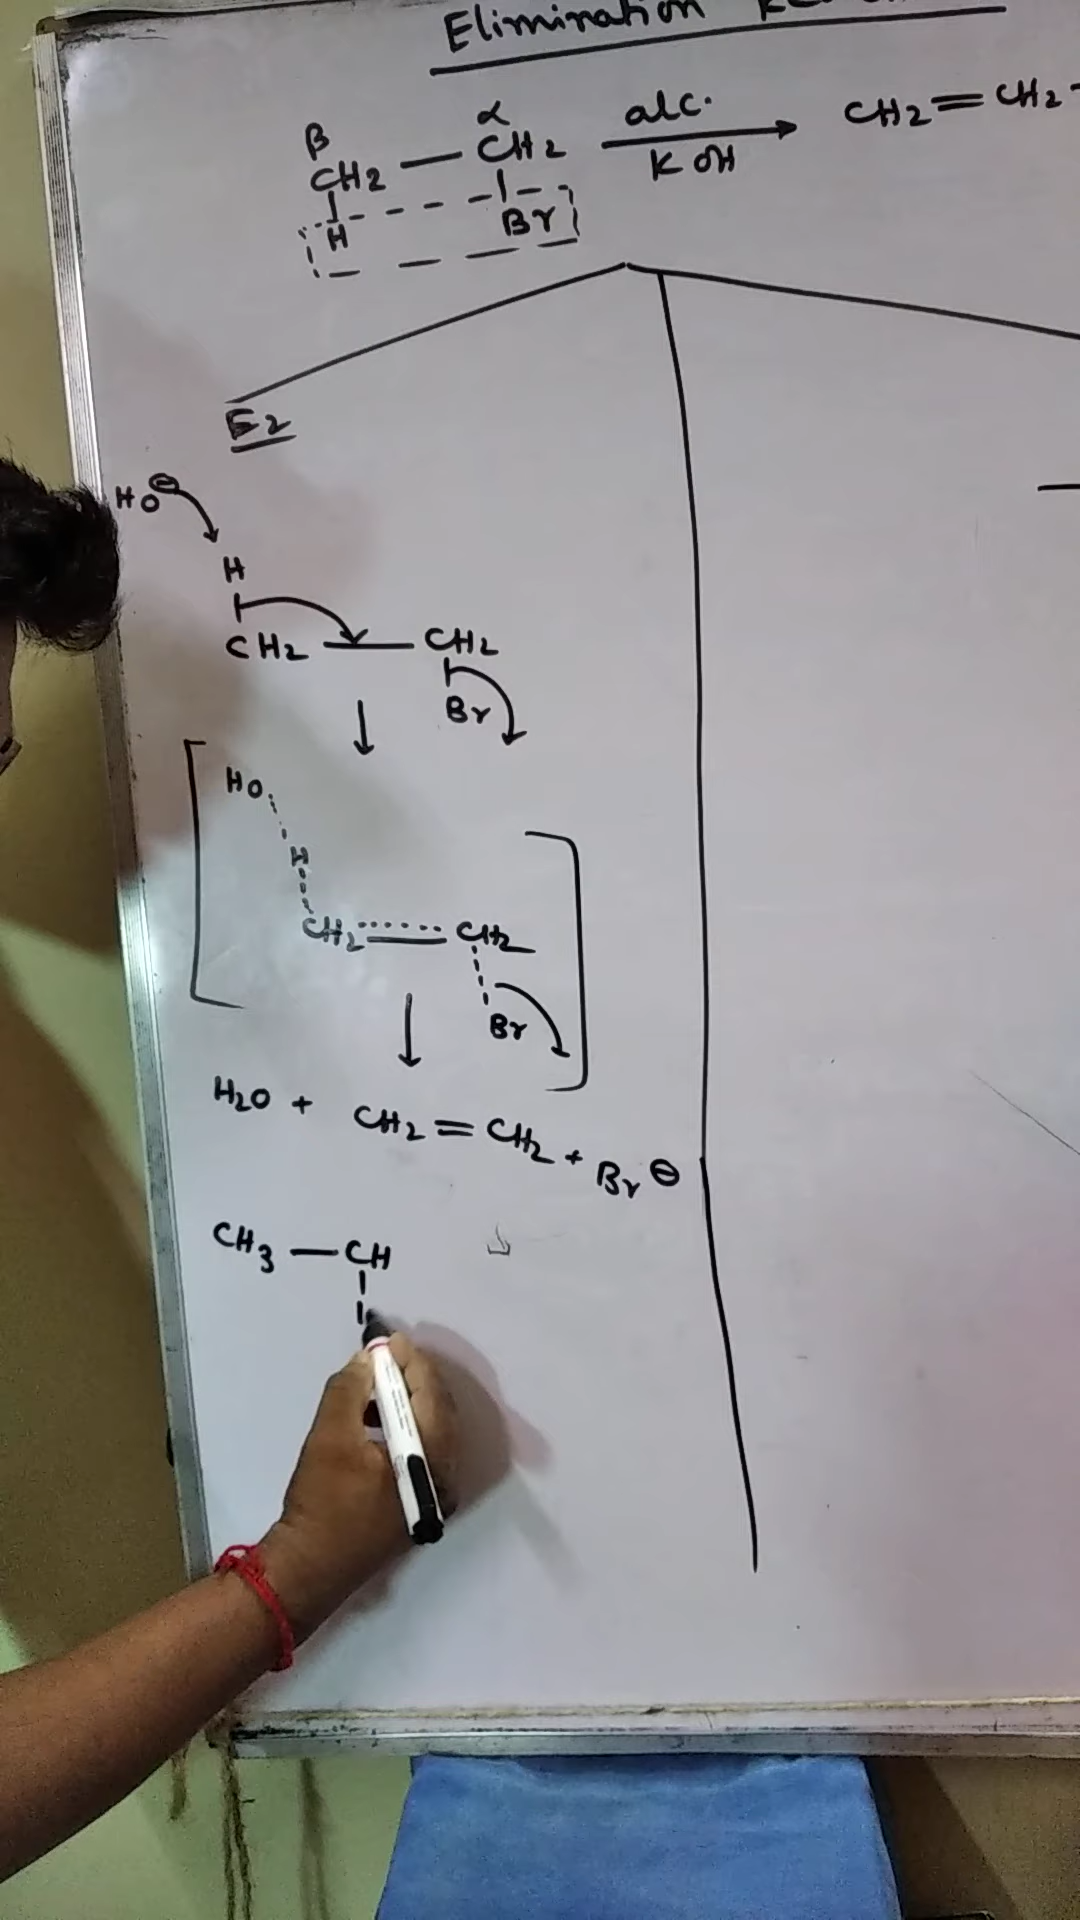 Elimination
β α
CH2 — CH2 alc. KOH → CH2 = CH2
H Br
E2
HO⊖
H
CH2 — CH2
Br
↓
HO
H
CH2 = CH2
Br
↓
H2O + CH2 = CH2 + Br⊖
CH3 — CH